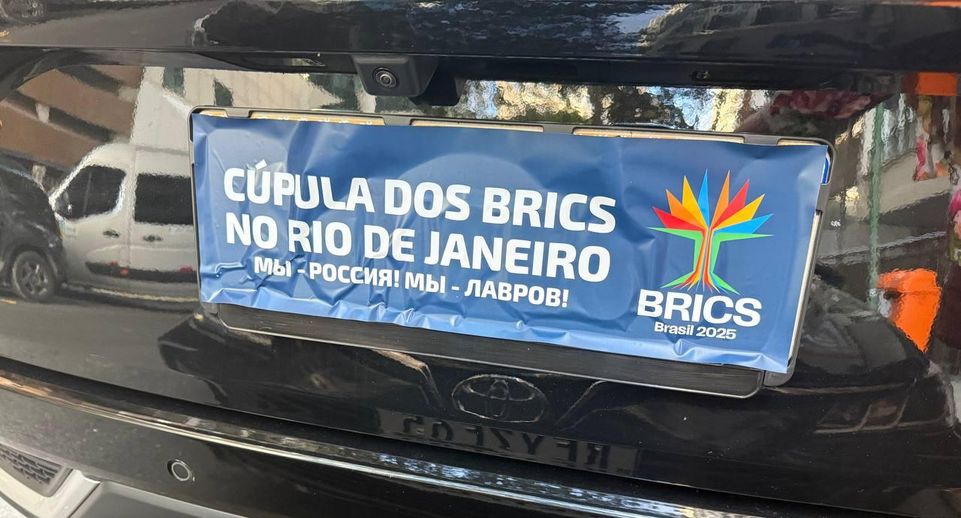 CÚPULA DOS BRICS
NO RIO DE JANEIRO
МЫ - РОССИЯ! МЫ - ЛАВРОВ!
BRICS
Brasil 2025